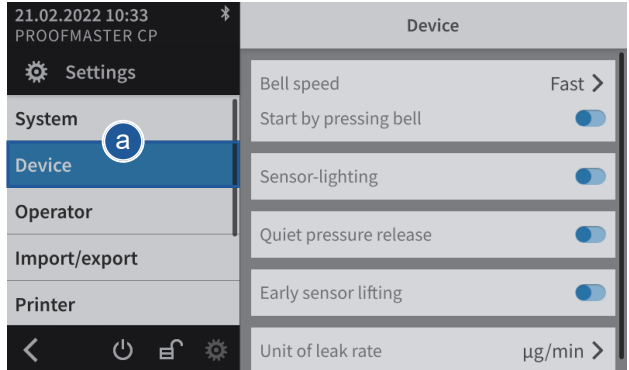 21.02.2022 10:33
PROOFMASTER CP
Settings
System
a
Device
Operator
Import/export
Printer
Device
Bell speed Fast
Start by pressing bell
Sensor-lighting
Quiet pressure release
Early sensor lifting
Unit of leak rate µg/min